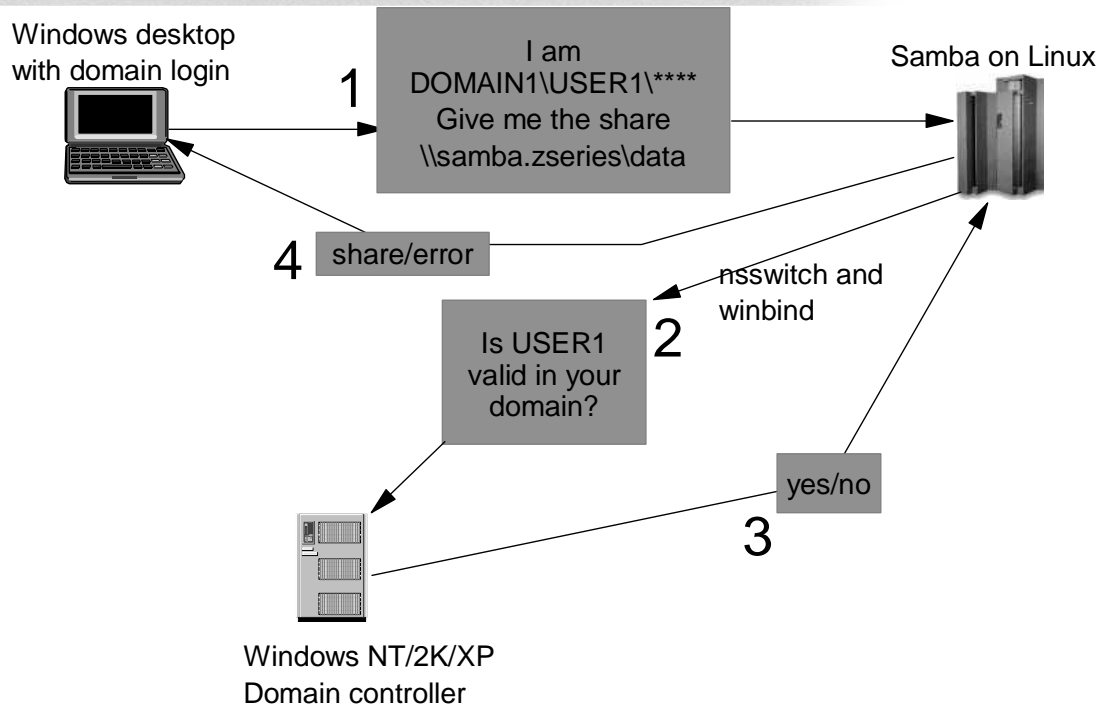 Windows desktop
with domain login
1
I am
DOMAIN1\USER1\****
Give me the share
\\samba.zseries\data
Samba on Linux
4
share/error
nsswitch and
winbind
2
Is USER1
valid in your
domain?
yes/no
3
Windows NT/2K/XP
Domain controller